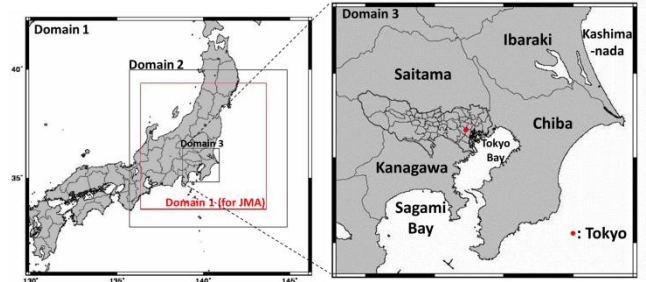 Domain 1
Domain 2
Domain 3
Domain 1 (for JMA)
40°
35°
130°
135°
140°
145°
Domain 3
Ibaraki
Kashima
-nada
Saitama
Chiba
Tokyo
Bay
Kanagawa
Sagami
Bay
: Tokyo